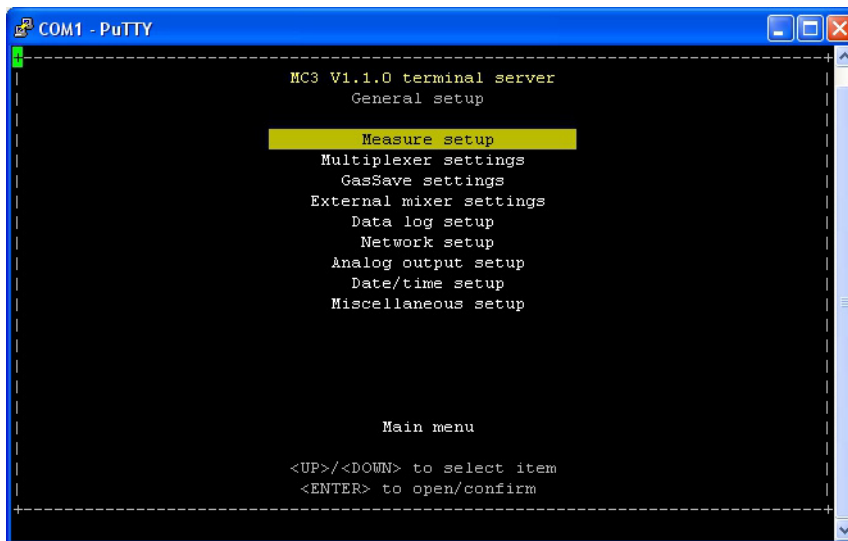 COM1 - PuTTY
MC3 V1.1.0 terminal server
General setup
Measure setup
Multiplexer settings
GasSave settings
External mixer settings
Data log setup
Network setup
Analog output setup
Date/time setup
Miscellaneous setup
Main menu
<UP>/<DOWN> to select item
<ENTER> to open/confirm